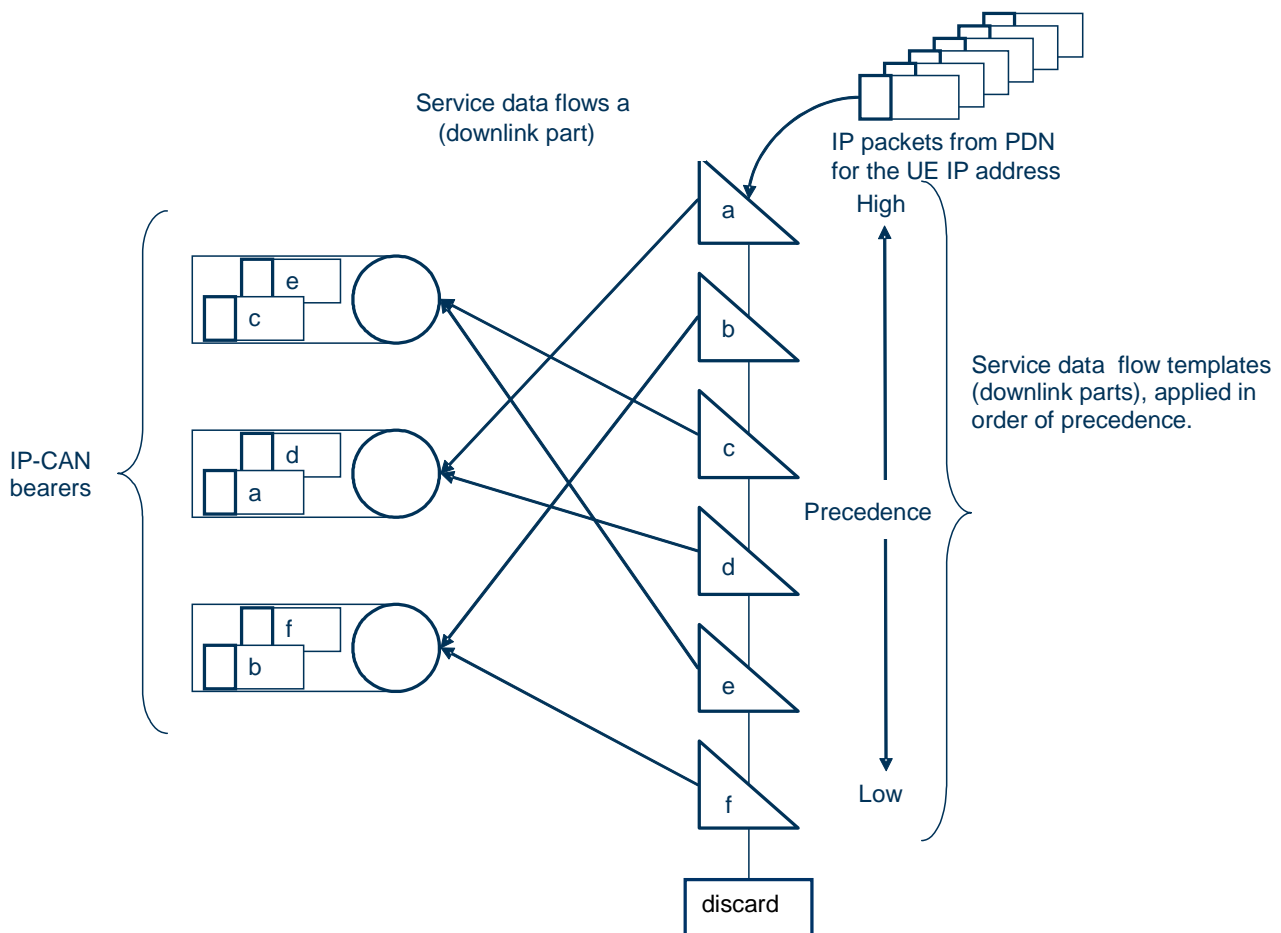 Service data flows a
(downlink part)
IP packets from PDN
for the UE IP address
High
a
e
c
b
Service data flow templates
(downlink parts), applied in
order of precedence.
c
IP-CAN
bearers
d
a
Precedence
d
f
b
e
Low
f
discard